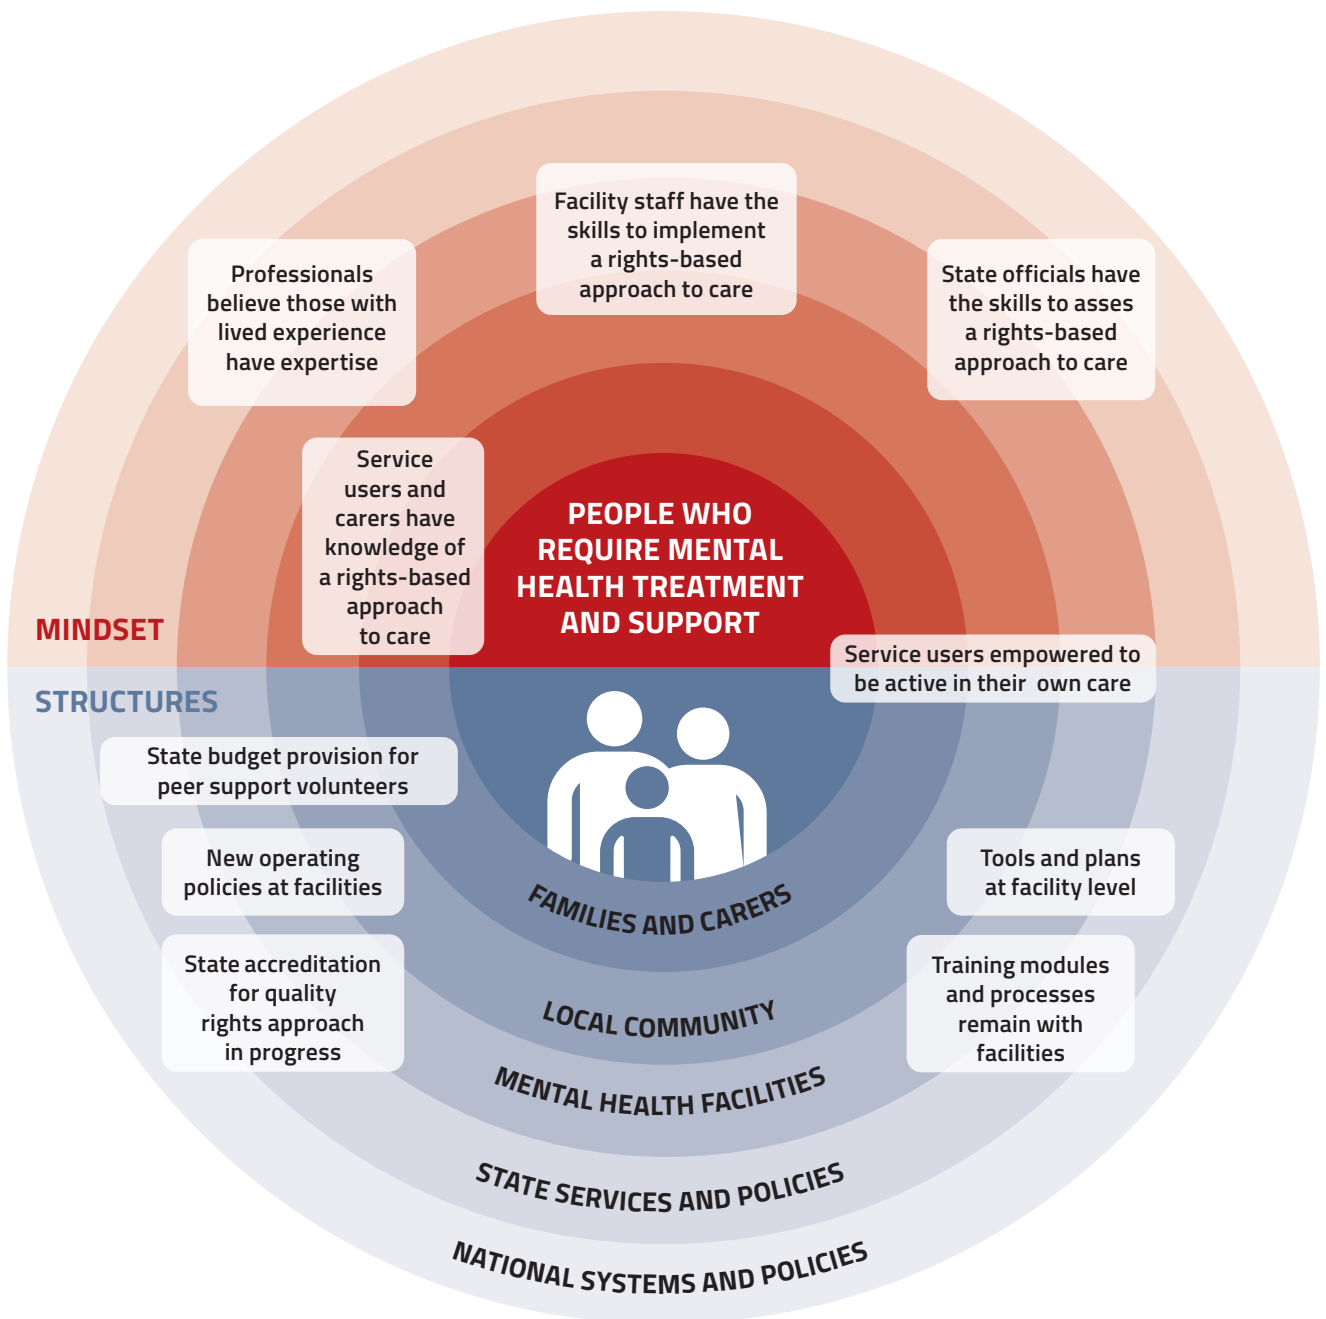 Facility staff have the
skills to implement
a rights-based
approach to care
Professionals
believe those with
lived experience
have expertise
State officials have
the skills to asses
a rights-based
approach to care
Service
users and
carers have
knowledge of
a rights-based
approach
to care
PEOPLE WHO
REQUIRE MENTAL
HEALTH TREATMENT
AND SUPPORT
MINDSET
Service users empowered to
be active in their own care
STRUCTURES
State budget provision for
peer support volunteers
New operating
policies at facilities
Tools and plans
at facility level
State accreditation
for quality
rights approach
in progress
Training modules
and processes
remain with
facilities
FAMILIES AND CARERS
LOCAL COMMUNITY
MENTAL HEALTH FACILITIES
STATE SERVICES AND POLICIES
NATIONAL SYSTEMS AND POLICIES